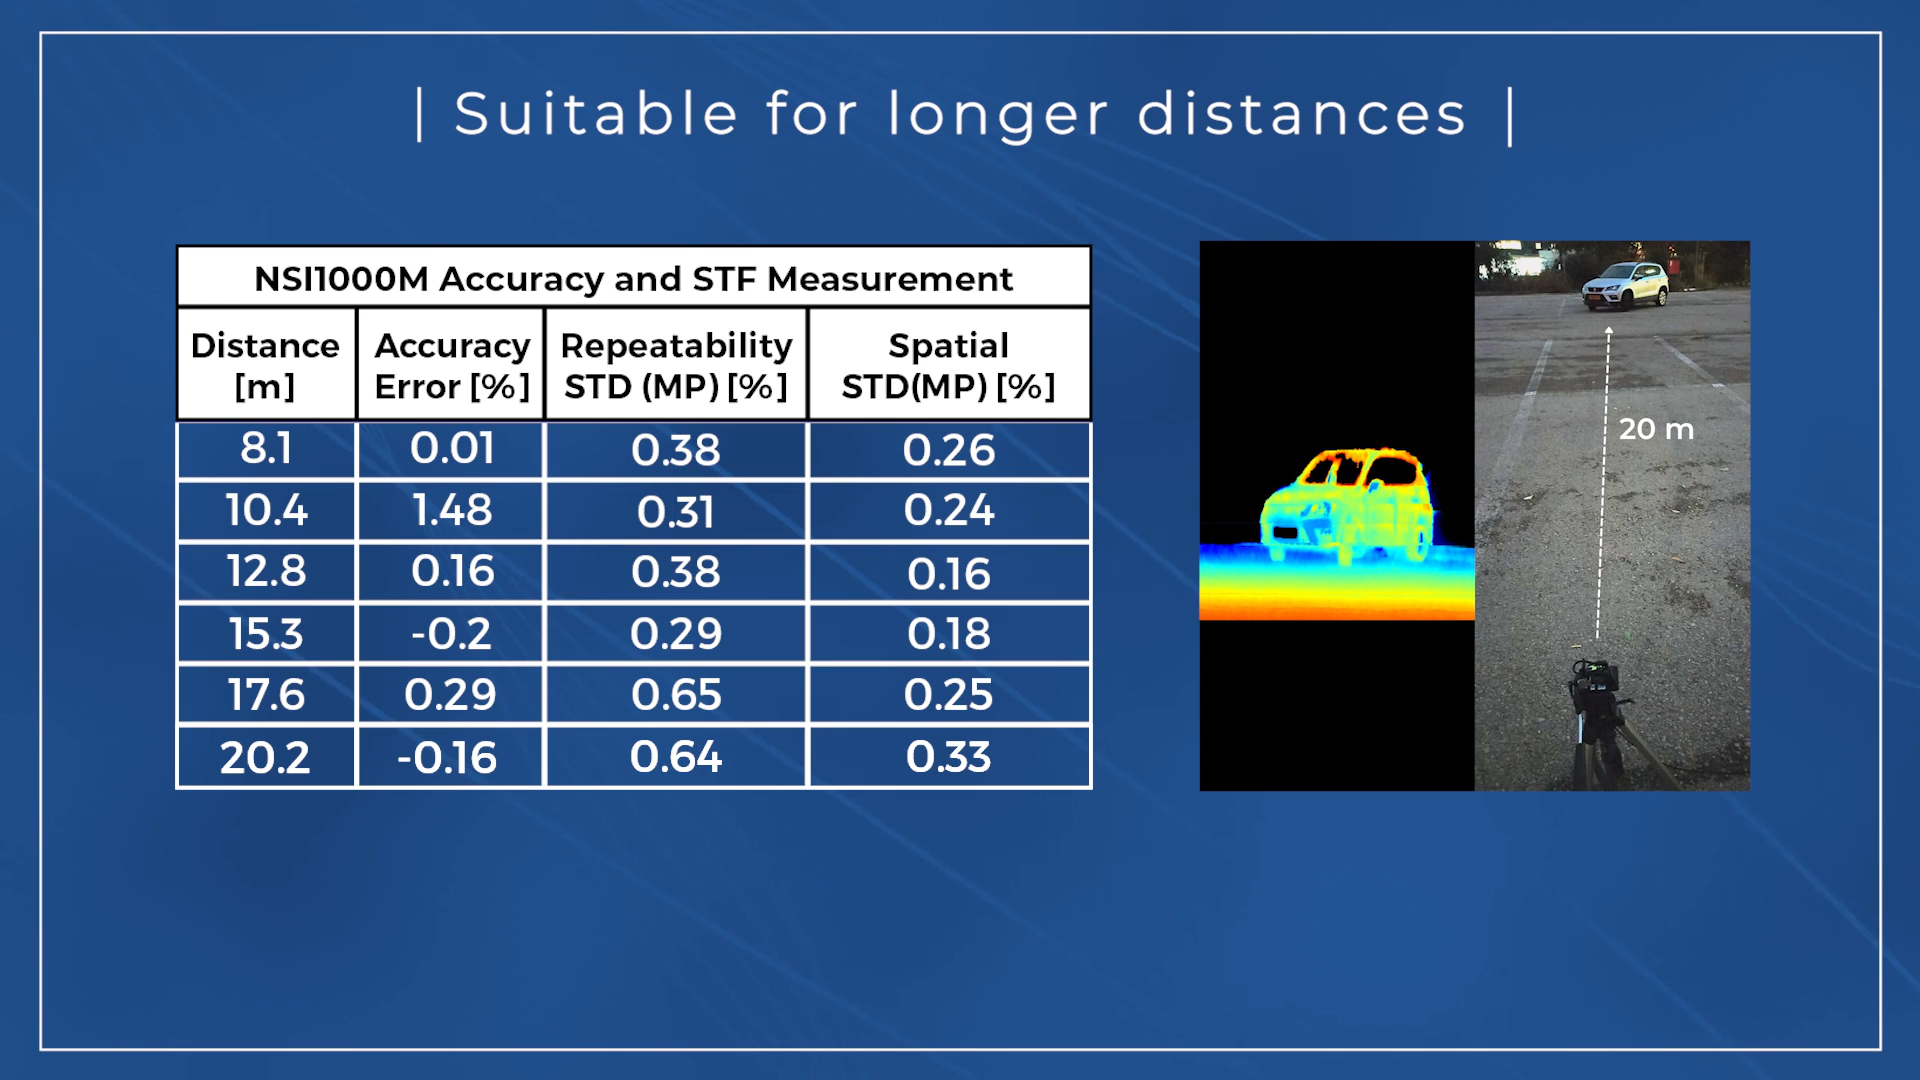 | Suitable for longer distances |
NSI1000M Accuracy and STF Measurement
Distance [m] Accuracy Error [%] Repeatability STD (MP) [%] Spatial STD(MP) [%]
8.1 0.01 0.38 0.26
10.4 1.48 0.31 0.24
12.8 0.16 0.38 0.16
15.3 -0.2 0.29 0.18
17.6 0.29 0.65 0.25
20.2 -0.16 0.64 0.33
20 m